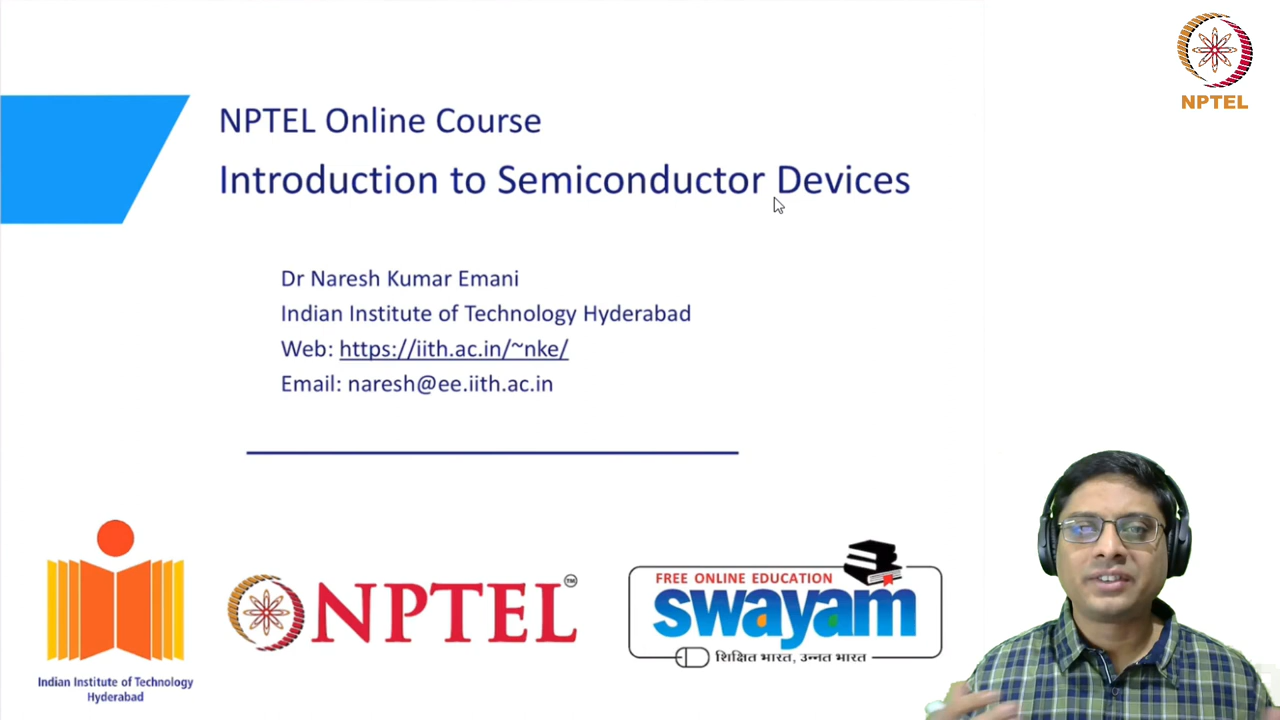 NPTEL
NPTEL Online Course
Introduction to Semiconductor Devices
Dr Naresh Kumar Emani
Indian Institute of Technology Hyderabad
Web: https://iith.ac.in/~nke/
Email: naresh@ee.iith.ac.in
Indian Institute of Technology
Hyderabad
NPTEL™
FREE ONLINE EDUCATION
swayam
शिक्षित भारत, उन्नत भारत